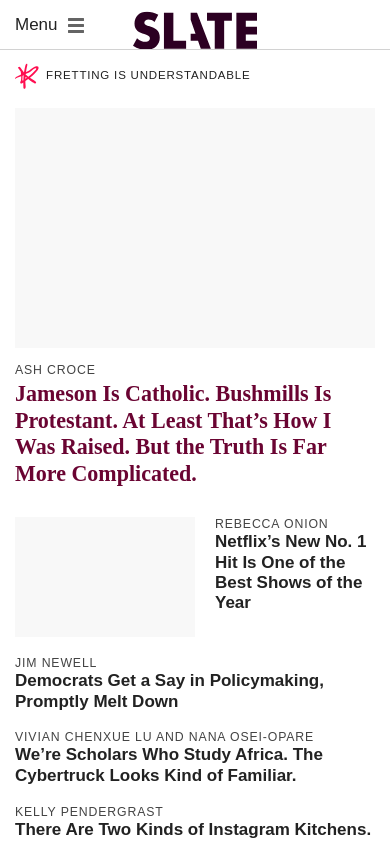 Menu
SLATE
FRETTING IS UNDERSTANDABLE
ASH CROCE
Jameson Is Catholic. Bushmills Is
Protestant. At Least That’s How I
Was Raised. But the Truth Is Far
More Complicated.
REBECCA ONION
Netflix’s New No. 1
Hit Is One of the
Best Shows of the
Year
JIM NEWELL
Democrats Get a Say in Policymaking,
Promptly Melt Down
VIVIAN CHENXUE LU AND NANA OSEI-OPARE
We’re Scholars Who Study Africa. The
Cybertruck Looks Kind of Familiar.
KELLY PENDERGRAST
There Are Two Kinds of Instagram Kitchens.